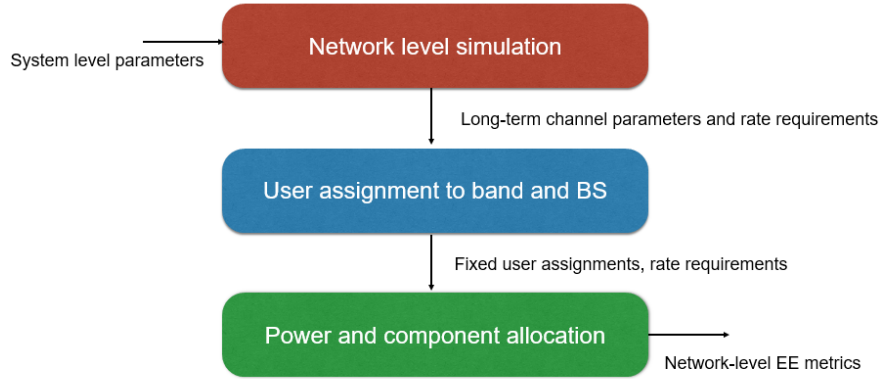 Network level simulation
System level parameters
Long-term channel parameters and rate requirements
User assignment to band and BS
Fixed user assignments, rate requirements
Power and component allocation
Network-level EE metrics